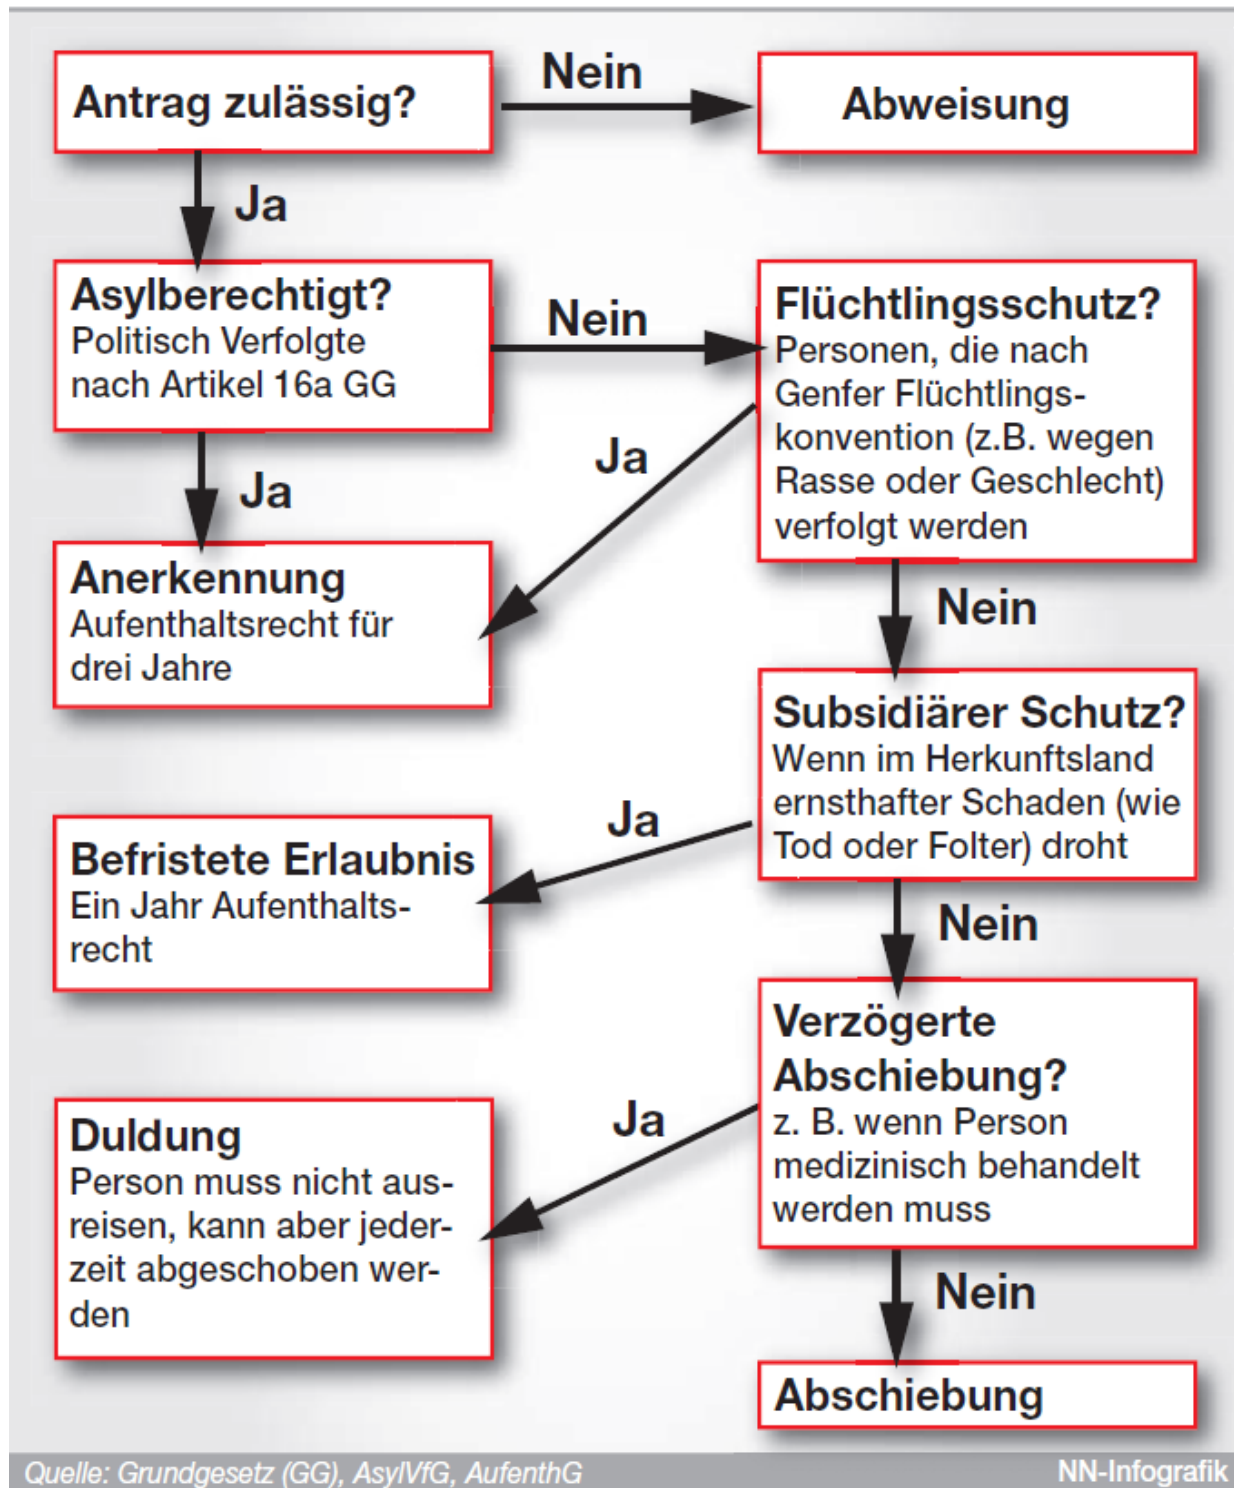 Antrag zulässig?
Nein
Abweisung
Ja
Asylberechtigt?
Politisch Verfolgte
nach Artikel 16a GG
Nein
Flüchtlingsschutz?
Personen, die nach
Genfer Flüchtlings-
konvention (z.B. wegen
Rasse oder Geschlecht)
verfolgt werden
Ja
Ja
Anerkennung
Aufenthaltsrecht für
drei Jahre
Nein
Subsidiärer Schutz?
Wenn im Herkunftsland
ernsthafter Schaden (wie
Tod oder Folter) droht
Ja
Befristete Erlaubnis
Ein Jahr Aufenthalts-
recht
Nein
Verzögerte
Abschiebung?
z. B. wenn Person
medizinisch behandelt
werden muss
Ja
Duldung
Person muss nicht aus-
reisen, kann aber jeder-
zeit abgeschoben wer-
den
Nein
Abschiebung
Quelle: Grundgesetz (GG), AsylVfG, AufenthG
NN-Infografik